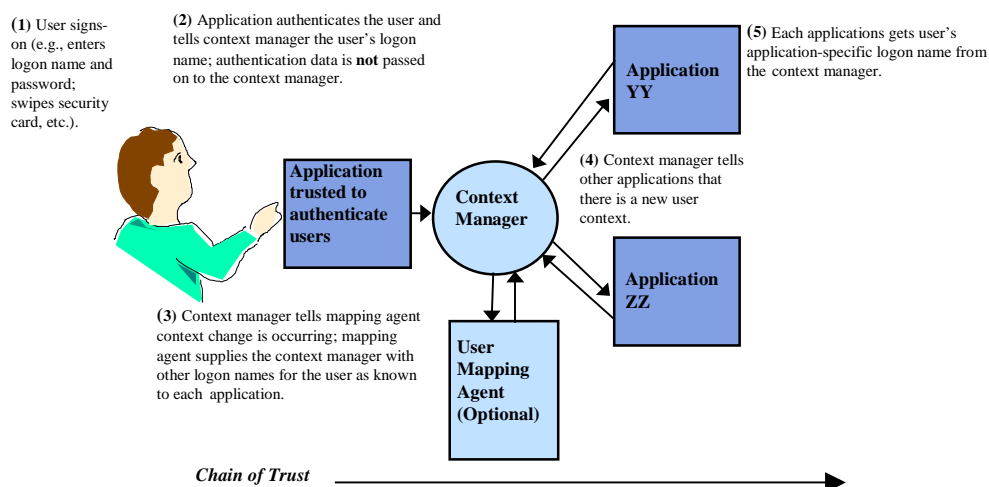 (1) User signs-
on (e.g., enters
logon name and
password;
swipes security
card, etc.).
(2) Application authenticates the user and
tells context manager the user's logon
name; authentication data is not passed
on to the context manager.
(5) Each applications gets user's
application-specific logon name from
the context manager.
Application
YY
(4) Context manager tells
other applications that
there is a new user
context.
Application
trusted to
authenticate
users
Context
Manager
Application
ZZ
(3) Context manager tells mapping agent
context change is occurring; mapping
agent supplies the context manager with
other logon names for the user as known
to each application.
User
Mapping
Agent
(Optional)
Chain of Trust